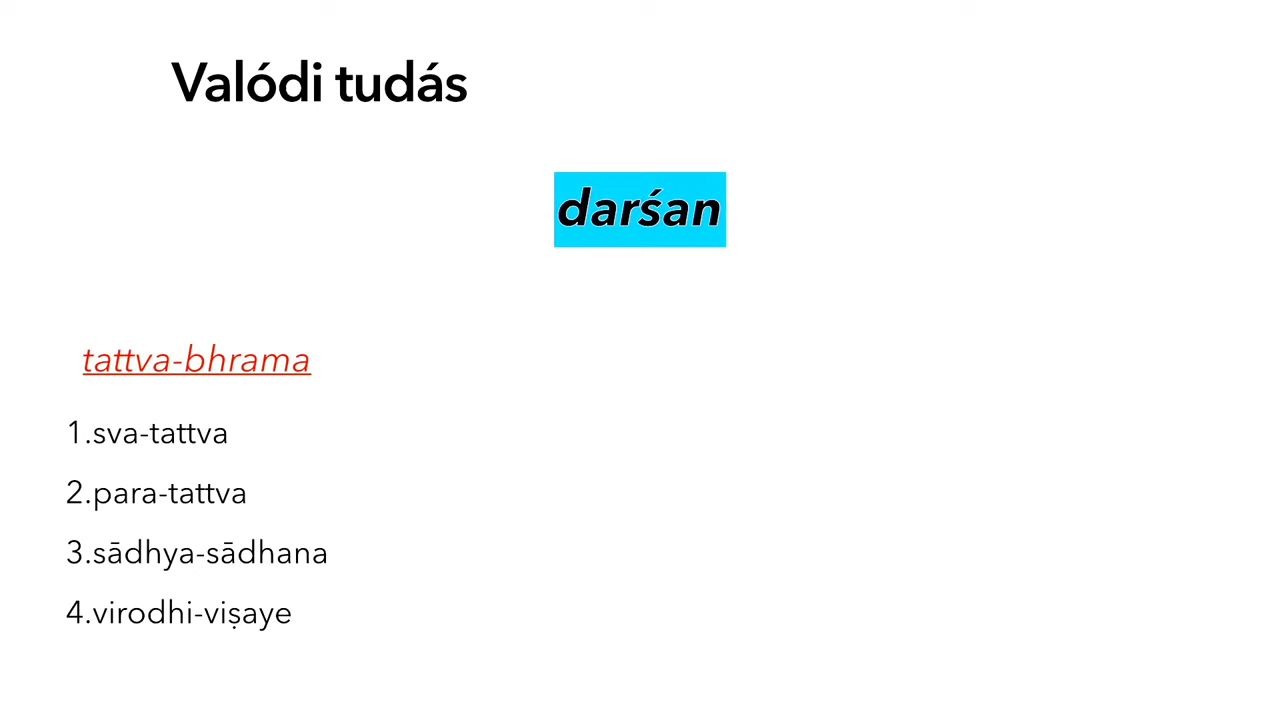 Valódi tudás
darśan
tattva-bhrama
1.sva-tattva
2.para-tattva
3.sādhya-sādhana
4.virodhi-viṣaye